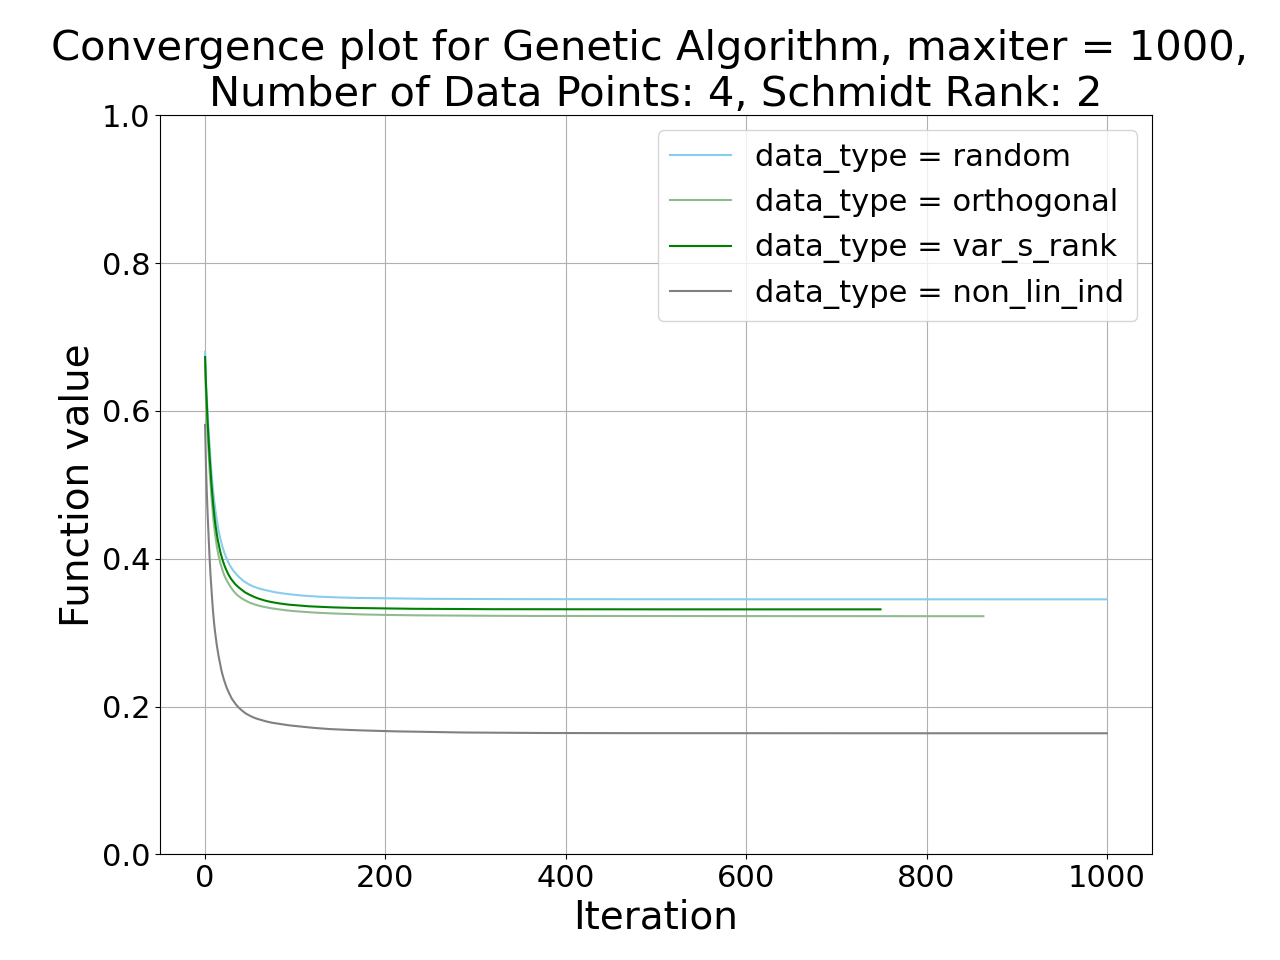 Convergence plot for Genetic Algorithm, maxiter = 1000,
Number of Data Points: 4, Schmidt Rank: 2
1.0
0.8
0.6
0.4
0.2
0.0
Function value
data_type = random
data_type = orthogonal
data_type = var_s_rank
data_type = non_lin_ind
0 200 400 600 800 1000
Iteration